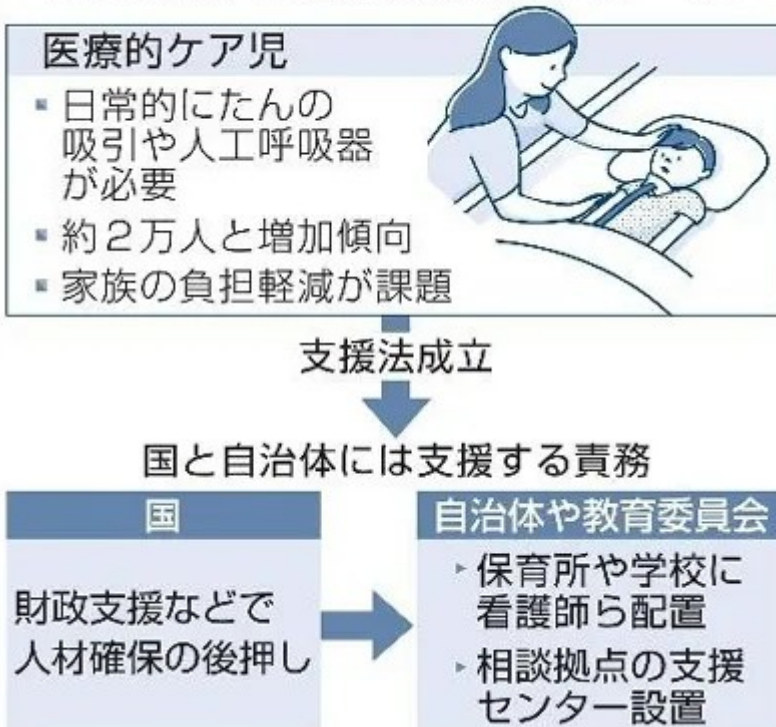 医療的ケア児
▪ 日常的にたんの
吸引や人工呼吸器
が必要
▪ 約2万人と増加傾向
▪ 家族の負担軽減が課題
支援法成立
国と自治体には支援する責務
国
財政支援などで
人材確保の後押し
自治体や教育委員会
▸ 保育所や学校に
看護師ら配置
▸ 相談拠点の支援
センター設置